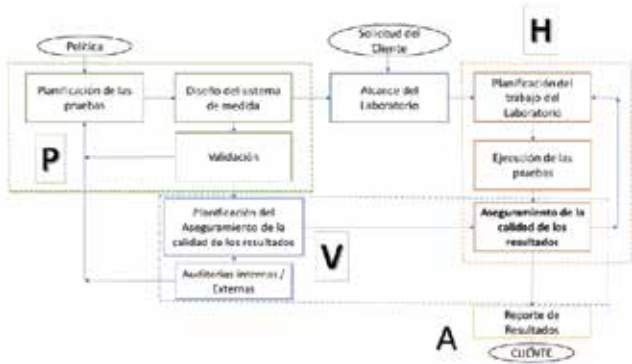 Política
Solicitud del
Cliente
H
Planificación de las
pruebas
Diseño del sistema
de medida
Alcance del
Laboratorio
Planificación del
trabajo del
Laboratorio
P
Validación
Ejecución de las
pruebas
Planificación del
Aseguramiento de la
calidad de los resultados
V
Aseguramiento de la
calidad de los
resultados
Auditorias internas /
Externas
A
Reporte de
Resultados
CLIENTE